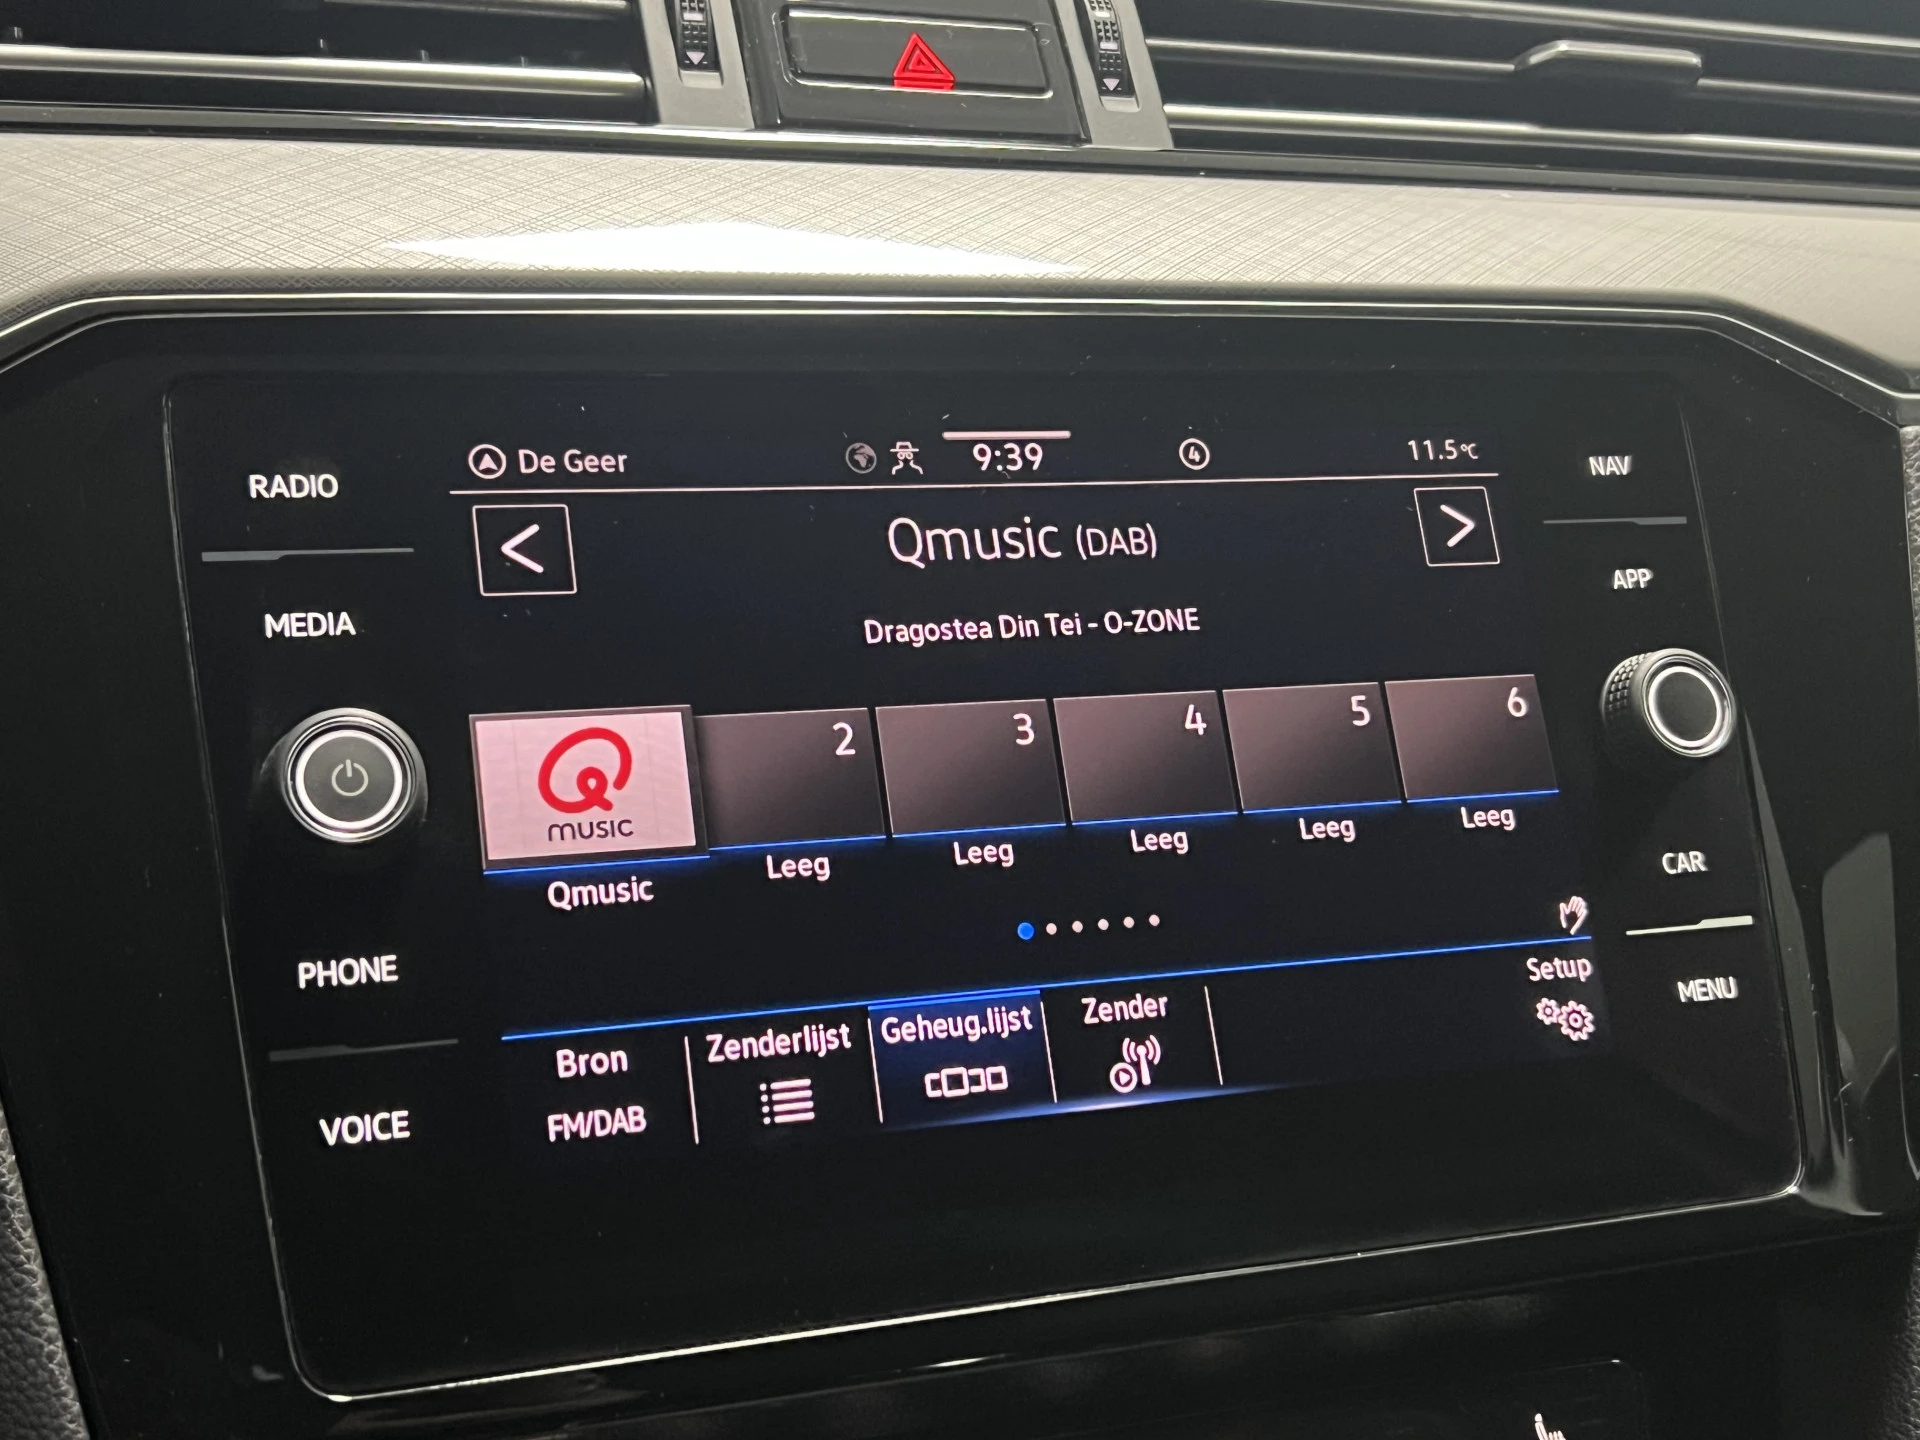 RADIO
MEDIA
PHONE
VOICE
De Geer
9:39
4
11.5°C
<
Qmusic (DAB)
>
Dragostea Din Tei - O-ZONE
MUSIC
2
3
4
5
6
Qmusic
Leeg
Leeg
Leeg
Leeg
Leeg
Bron
FM/DAB
Zenderlijst
Geheug.lijst
Zender
Setup
NAV
APP
CAR
MENU